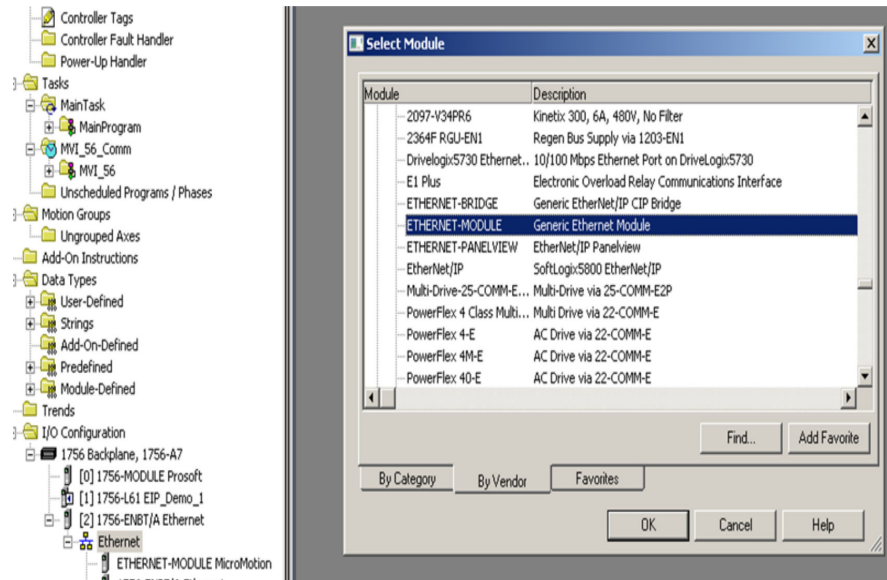 Controller Tags
Controller Fault Handler
Power-Up Handler
Tasks
MainTask
MainProgram
MVI_56_Comm
MVI_56
Unscheduled Programs / Phases
Motion Groups
Ungrouped Axes
Add-On Instructions
Data Types
User-Defined
Strings
Add-On-Defined
Predefined
Module-Defined
Trends
I/O Configuration
1756 Backplane, 1756-A7
[0] 1756-MODULE Prosoft
[1] 1756-L61 EIP_Demo_1
[2] 1756-ENBT/A Ethernet
Ethernet
ETHERNET-MODULE MicroMotion
Select Module
Module Description
2097-V34PR6 Kinetix 300, 6A, 480V, No Filter
2364F RGU-EN1 Regen Bus Supply via 1203-EN1
Drivelogix5730 Ethernet... 10/100 Mbps Ethernet Port on DriveLogix5730
E1 Plus Electronic Overload Relay Communications Interface
ETHERNET-BRIDGE Generic EtherNet/IP CIP Bridge
ETHERNET-MODULE Generic Ethernet Module
ETHERNET-PANELVIEW EtherNet/IP Panelview
EtherNet/IP SoftLogix5800 EtherNet/IP
Multi-Drive-25-COMM-E... Multi-Drive via 25-COMM-E2P
PowerFlex 4 Class Multi... Multi Drive via 22-COMM-E
PowerFlex 4-E AC Drive via 22-COMM-E
PowerFlex 4M-E AC Drive via 22-COMM-E
PowerFlex 40-E AC Drive via 22-COMM-E
Find... Add Favorite
By Category By Vendor Favorites
OK Cancel Help